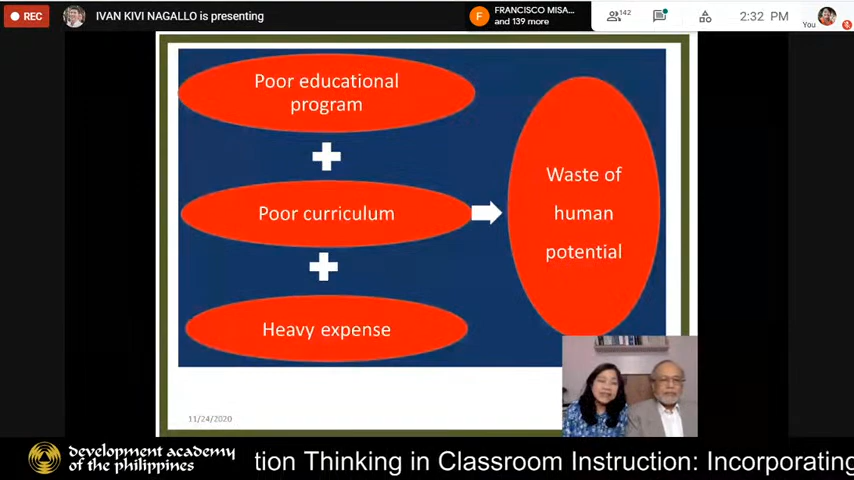 REC
IVAN KIVI NAGALLO is presenting
F
FRANCISCO MISA...
and 139 more
142
2:32 PM
You
Poor educational
program
Poor curriculum
Heavy expense
Waste of
human
potential
11/24/2020
development academy
of the philippines
tion Thinking in Classroom Instruction: Incorporating